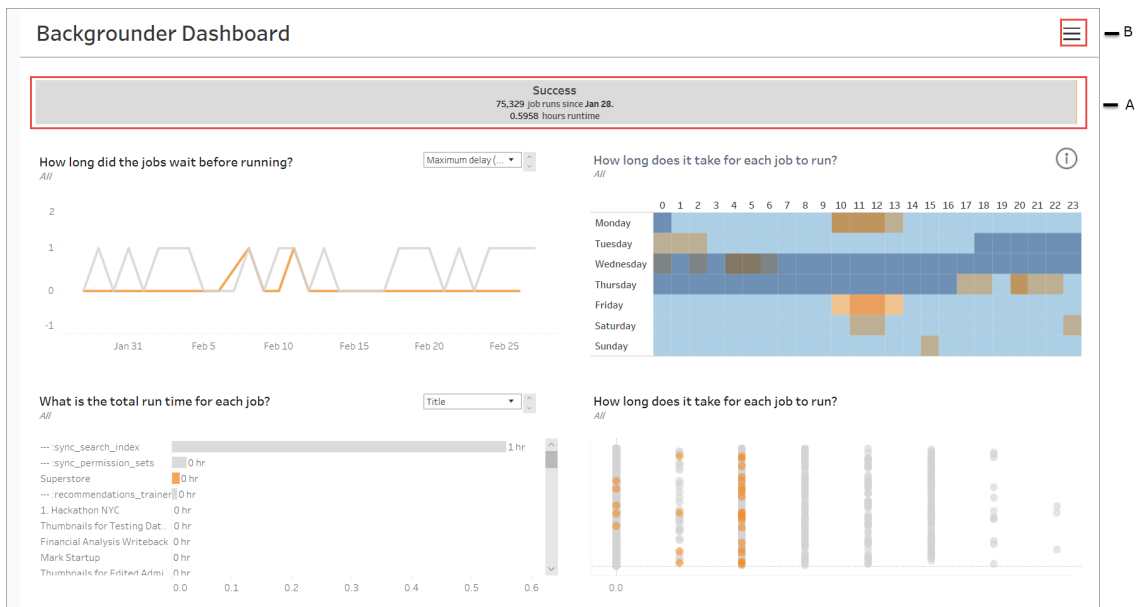 Backgrounder Dashboard
B
Success
75,329 job runs since Jan 28.
0.5958 hours runtime
A
How long did the jobs wait before running?
Maximum delay (...
All
2
1
0
-1
Jan 31 Feb 5 Feb 10 Feb 15 Feb 20 Feb 25
How long does it take for each job to run?
All
0 1 2 3 4 5 6 7 8 9 10 11 12 13 14 15 16 17 18 19 20 21 22 23
Monday
Tuesday
Wednesday
Thursday
Friday
Saturday
Sunday
What is the total run time for each job?
Title
All
--- :sync_search_index 1 hr
--- :sync_permission_sets 0 hr
Superstore 0 hr
--- :recommendations_trainer 0 hr
1. Hackathon NYC 0 hr
Thumbnails for Testing Dat.. 0 hr
Financial Analysis Writeback 0 hr
Mark Startup 0 hr
Thumbnails for Edited Admi.. 0 hr
0.0 0.1 0.2 0.3 0.4 0.5 0.6
How long does it take for each job to run?
All
0.0